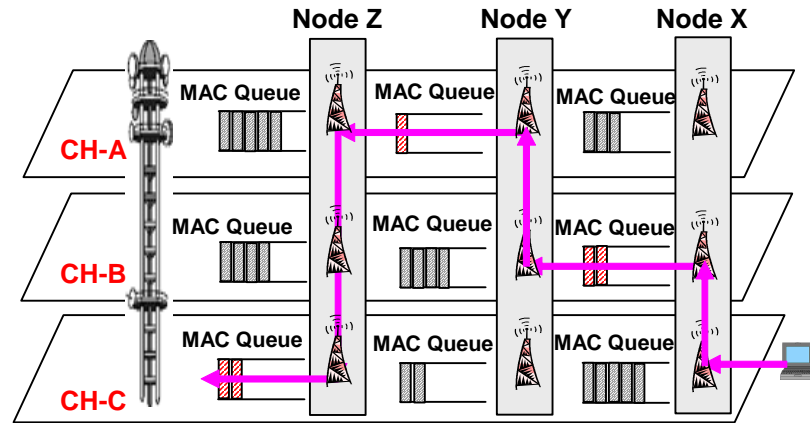 Node Z Node Y Node X
MAC Queue MAC Queue MAC Queue
CH-A
MAC Queue MAC Queue MAC Queue
CH-B
MAC Queue MAC Queue MAC Queue
CH-C